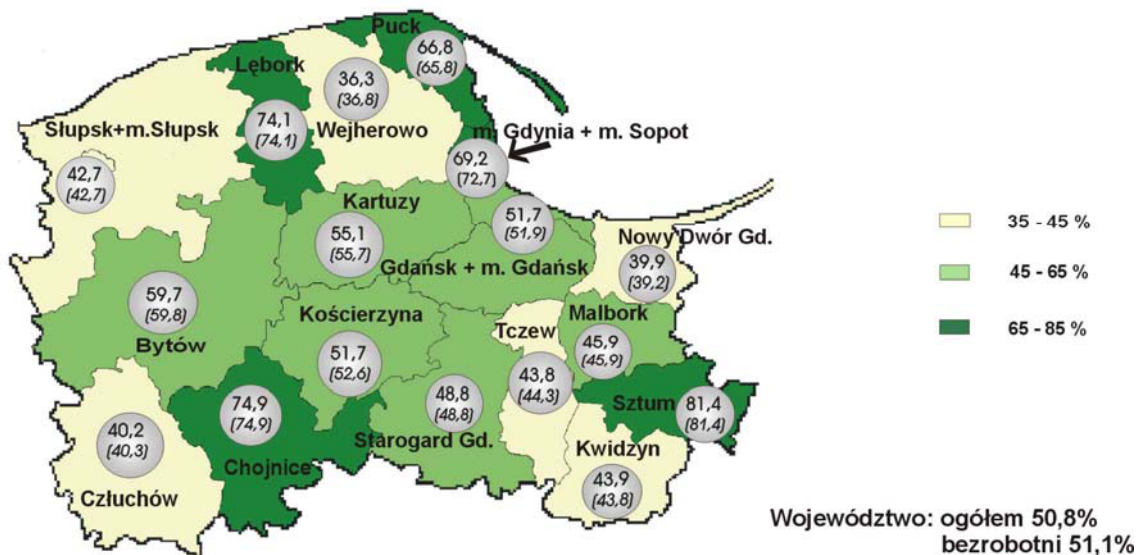 Puck
66,8
(65,8)
Lębork
74,1
(74,1)
36,3
(36,8)
Wejherowo
Słupsk+m.Słupsk
42,7
(42,7)
m. Gdynia + m. Sopot
69,2
(72,7)
Kartuzy
55,1
(55,7)
51,7
(51,9)
Gdańsk + m. Gdańsk
Nowy Dwór Gd.
39,9
(39,2)
59,7
(59,8)
Bytów
Kościerzyna
51,7
(52,6)
Tczew
43,8
(44,3)
Malbork
45,9
(45,9)
48,8
(48,8)
Starogard Gd.
Sztum
81,4
(81,4)
74,9
(74,9)
Chojnice
40,2
(40,3)
Człuchów
Kwidzyn
43,9
(43,8)
35 - 45 %
45 - 65 %
65 - 85 %
Województwo: ogółem 50,8%
bezrobotni 51,1%